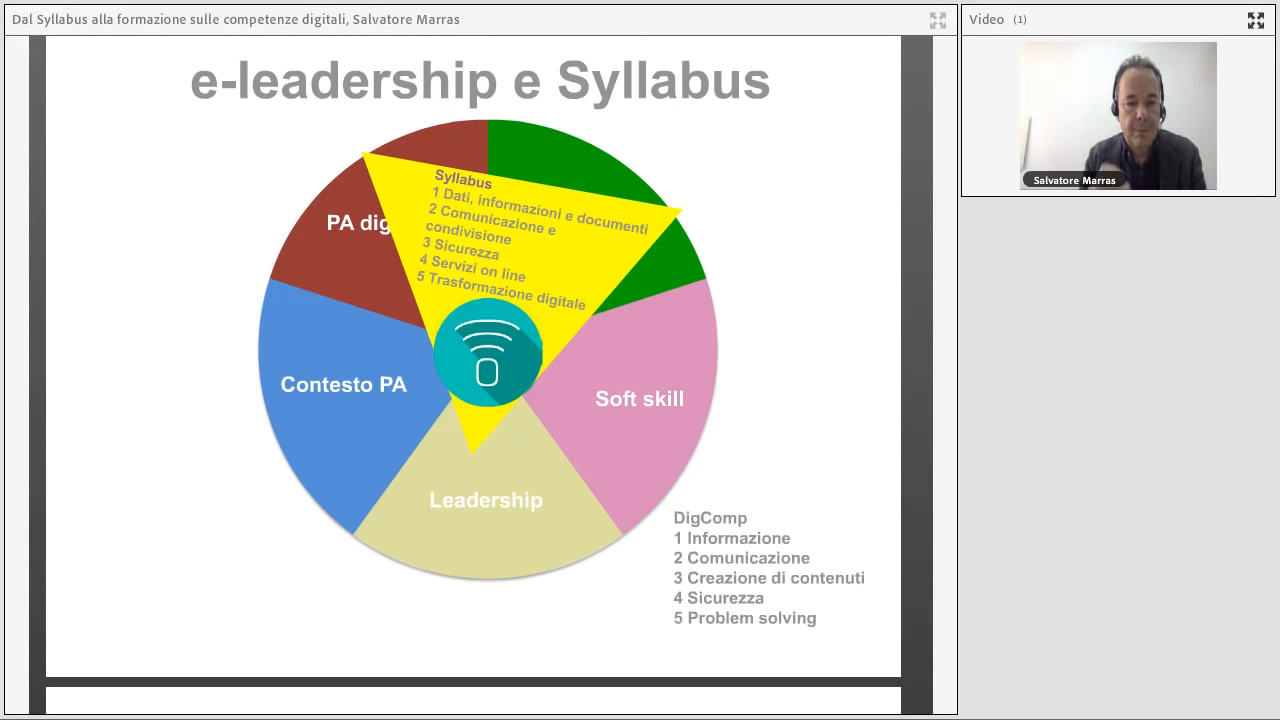 Dal Syllabus alla formazione sulle competenze digitali, Salvatore Marras
Video (1)
e-leadership e Syllabus
Syllabus
1 Dati, informazioni e documenti
2 Comunicazione e
condivisione
3 Sicurezza
4 Servizi on line
5 Trasformazione digitale
PA dig
Contesto PA
Soft skill
Leadership
DigComp
1 Informazione
2 Comunicazione
3 Creazione di contenuti
4 Sicurezza
5 Problem solving
Salvatore Marras